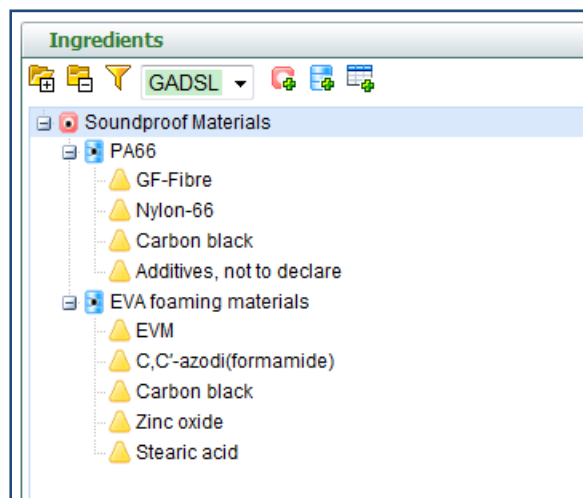 Ingredients
GADSL
Soundproof Materials
PA66
GF-Fibre
Nylon-66
Carbon black
Additives, not to declare
EVA foaming materials
EVM
C,C'-azodi(formamide)
Carbon black
Zinc oxide
Stearic acid